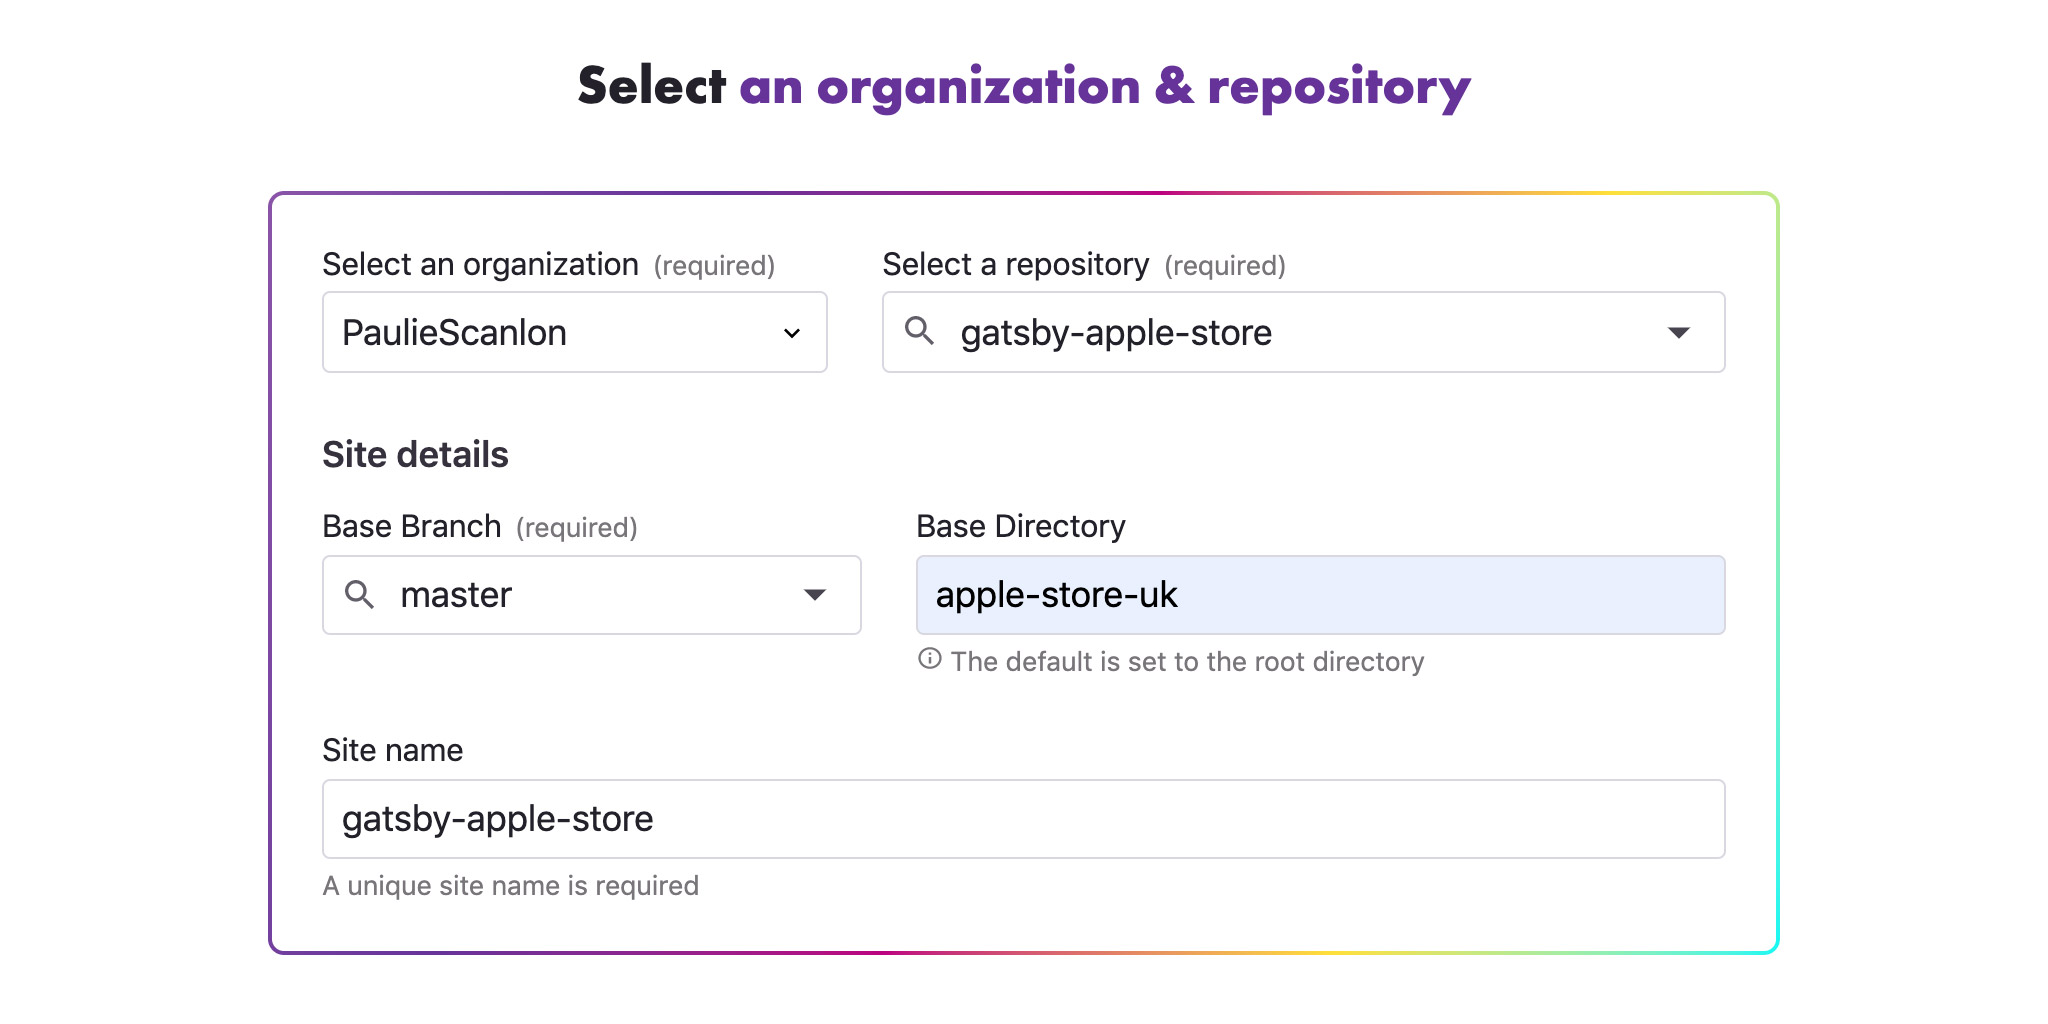 Select an organization & repository
Select an organization (required)
Select a repository (required)
PaulieScanlon
gatsby-apple-store
Site details
Base Branch (required)
Base Directory
master
apple-store-uk
The default is set to the root directory
Site name
gatsby-apple-store
A unique site name is required